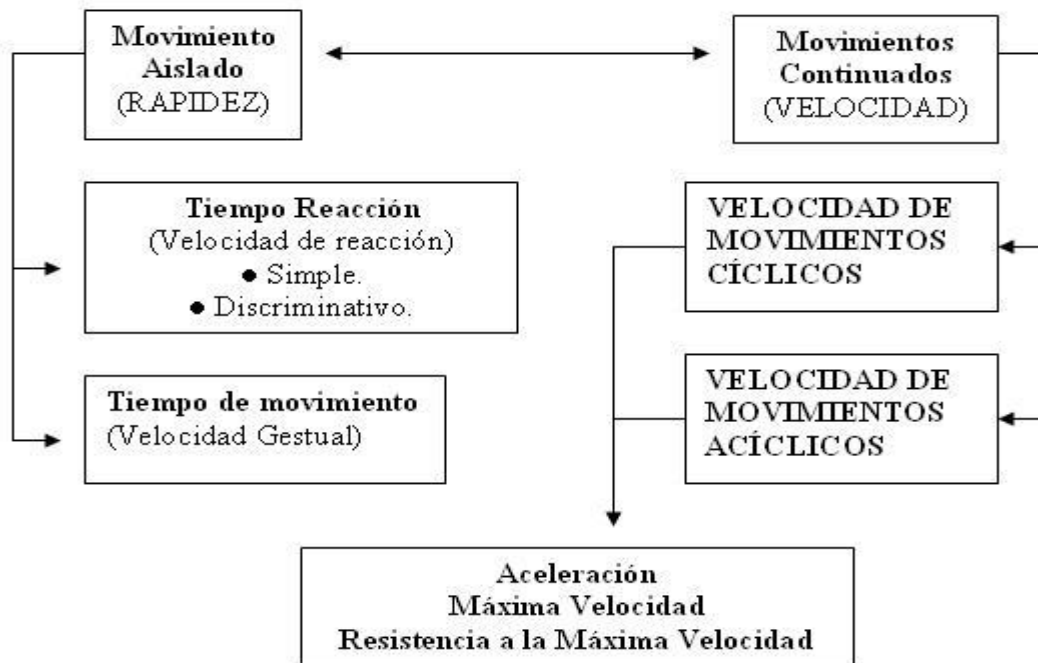 Movimiento
Aislado
(RAPIDEZ)
Movimientos
Continuados
(VELOCIDAD)
Tiempo Reacción
(Velocidad de reacción)
● Simple.
● Discriminativo.
Tiempo de movimiento
(Velocidad Gestual)
VELOCIDAD DE
MOVIMIENTOS
CÍCLICOS
VELOCIDAD DE
MOVIMIENTOS
ACÍCLICOS
Aceleración
Máxima Velocidad
Resistencia a la Máxima Velocidad